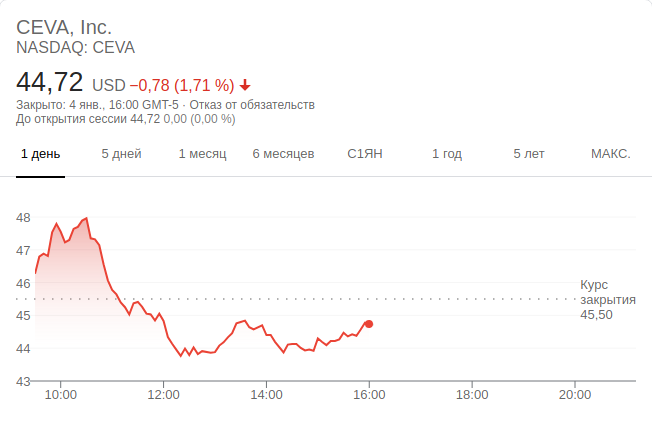 CEVA, Inc.
NASDAQ: CEVA
44,72 USD −0,78 (1,71 %)
Закрыто: 4 янв., 16:00 GMT-5 · Отказ от обязательств
До открытия сессии 44,72 0,00 (0,00 %)
1 день 5 дней 1 месяц 6 месяцев С1ЯН 1 год 5 лет МАКС.
48
47
46
45
44
43
Курс
закрытия
45,50
10:00 12:00 14:00 16:00 18:00 20:00